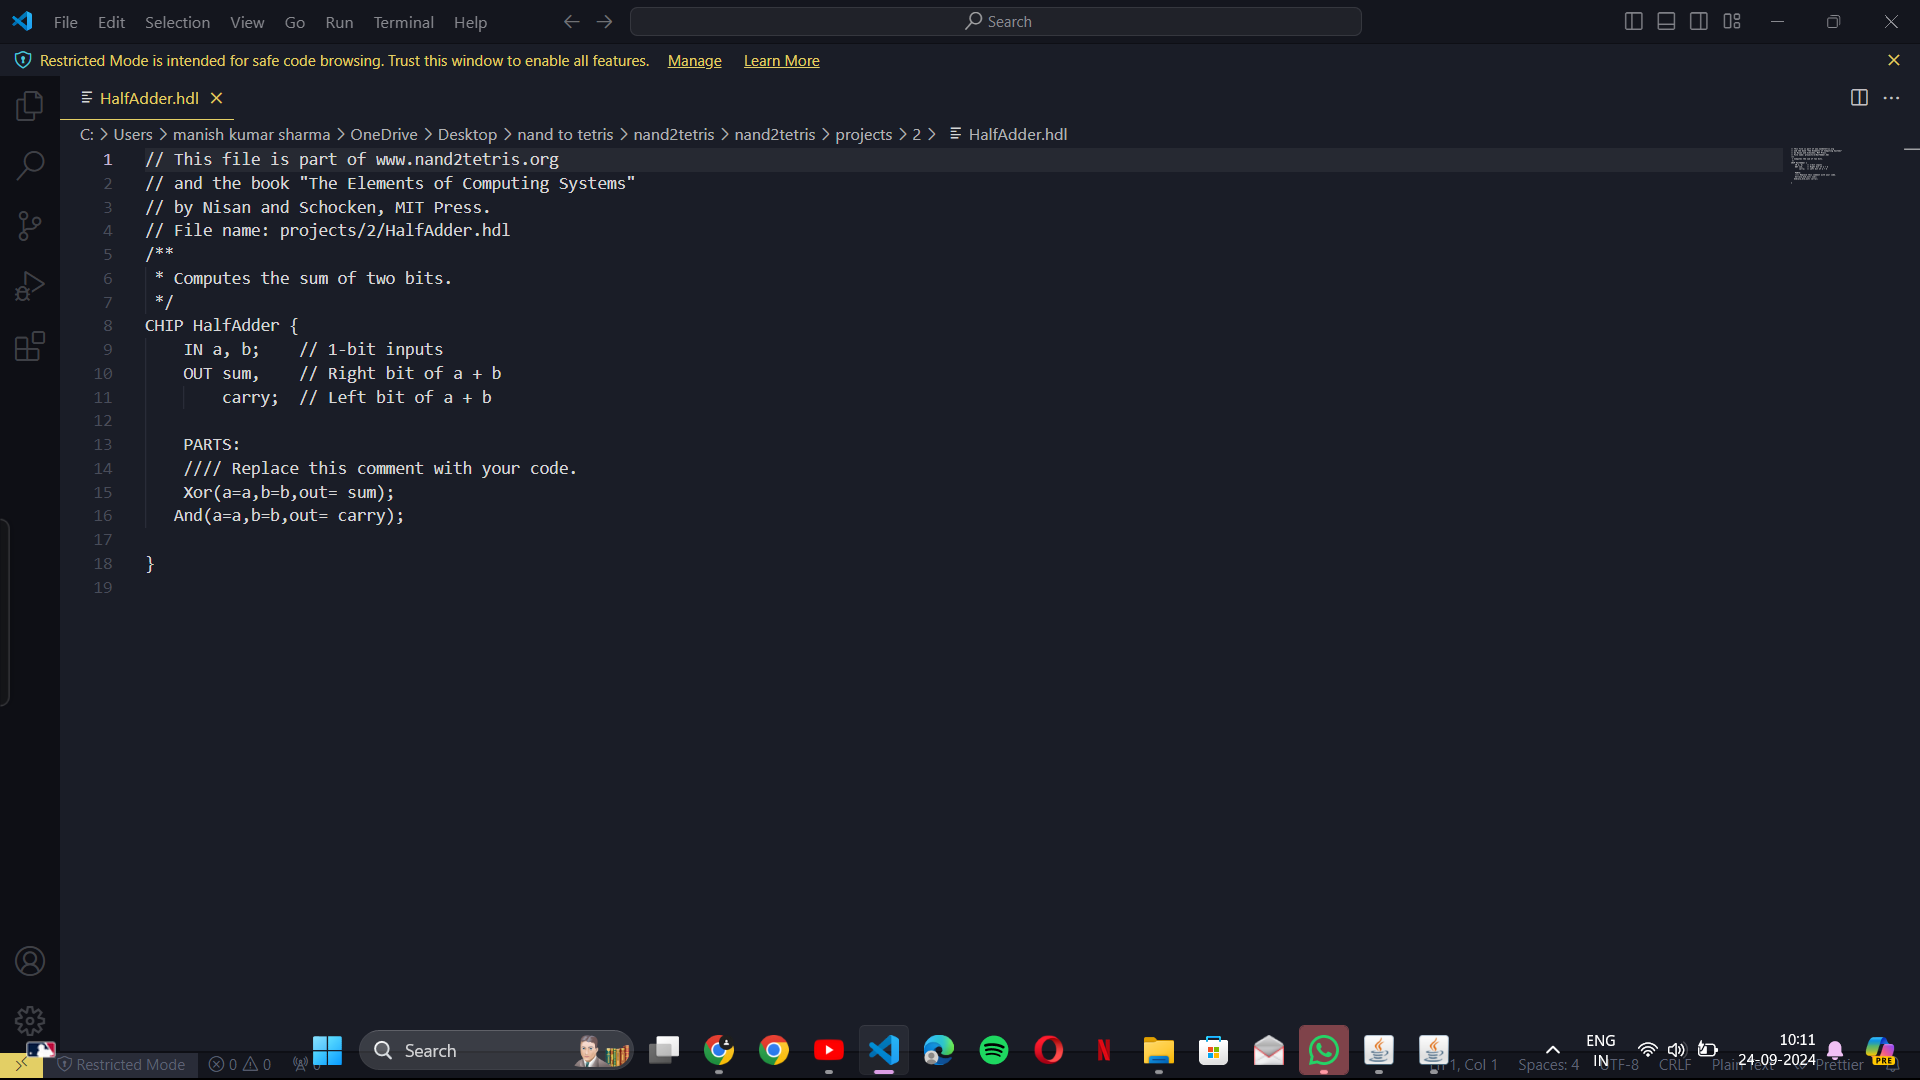 File Edit Selection View Go Run Terminal Help Search
Restricted Mode is intended for safe code browsing. Trust this window to enable all features. Manage Learn More
HalfAdder.hdl
C: > Users > manish kumar sharma > OneDrive > Desktop > nand to tetris > nand2tetris > nand2tetris > projects > 2 > HalfAdder.hdl
1 // This file is part of www.nand2tetris.org
2 // and the book "The Elements of Computing Systems"
3 // by Nisan and Schocken, MIT Press.
4 // File name: projects/2/HalfAdder.hdl
5 /**
6 * Computes the sum of two bits.
7 */
8 CHIP HalfAdder {
9 IN a, b; // 1-bit inputs
10 OUT sum, // Right bit of a + b
11 carry; // Left bit of a + b
12
13 PARTS:
14 //// Replace this comment with your code.
15 Xor(a=a,b=b,out= sum);
16 And(a=a,b=b,out= carry);
17
18 }
19
Search
ENG
IN
10:11
24-09-2024
PRE
Restricted Mode 0 0 1, Col 1 Spaces: 4 UTF-8 CRLF Plain Text Prettier